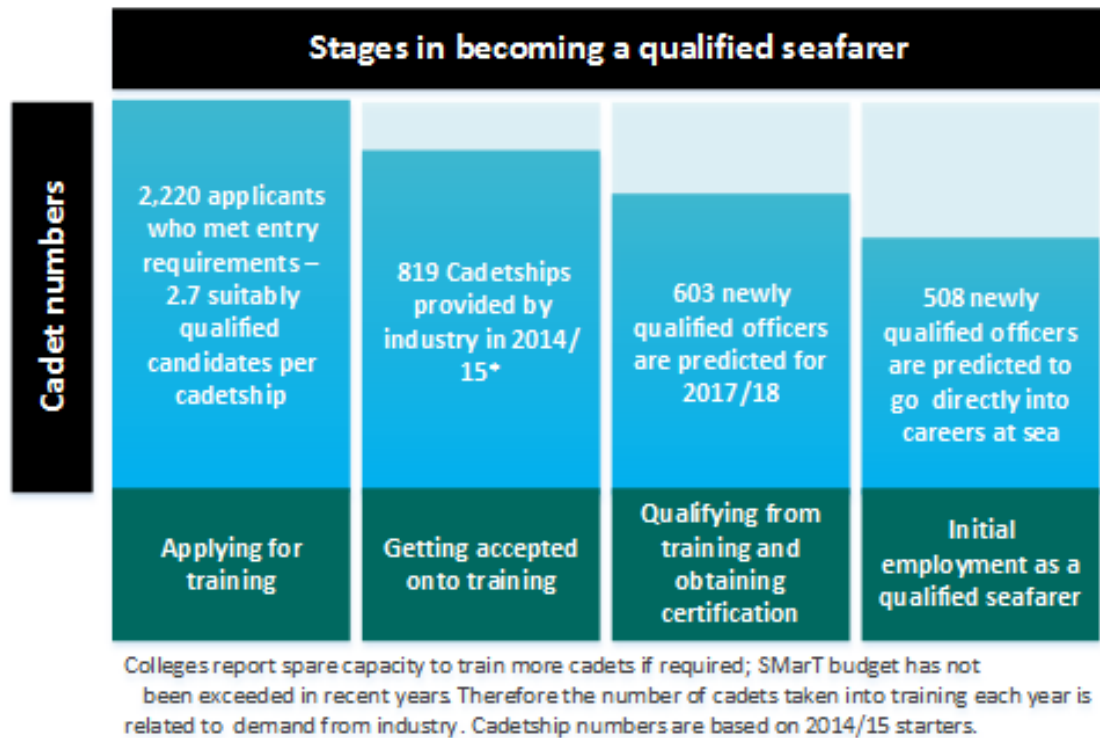 Stages in becoming a qualified seafarer
Cadet numbers
2,220 applicants
who met entry
requirements –
2.7 suitably
qualified
candidates per
cadetship
819 Cadetships
provided by
industry in 2014/
15*
603 newly
qualified officers
are predicted for
2017/18
508 newly
qualified officers
are predicted to
go directly into
careers at sea
Applying for
training
Getting accepted
onto training
Qualifying from
training and
obtaining
certification
Initial
employment as a
qualified seafarer
Colleges report spare capacity to train more cadets if required; SMarT budget has not
been exceeded in recent years. Therefore the number of cadets taken into training each year is
related to demand from industry. Cadetship numbers are based on 2014/15 starters.